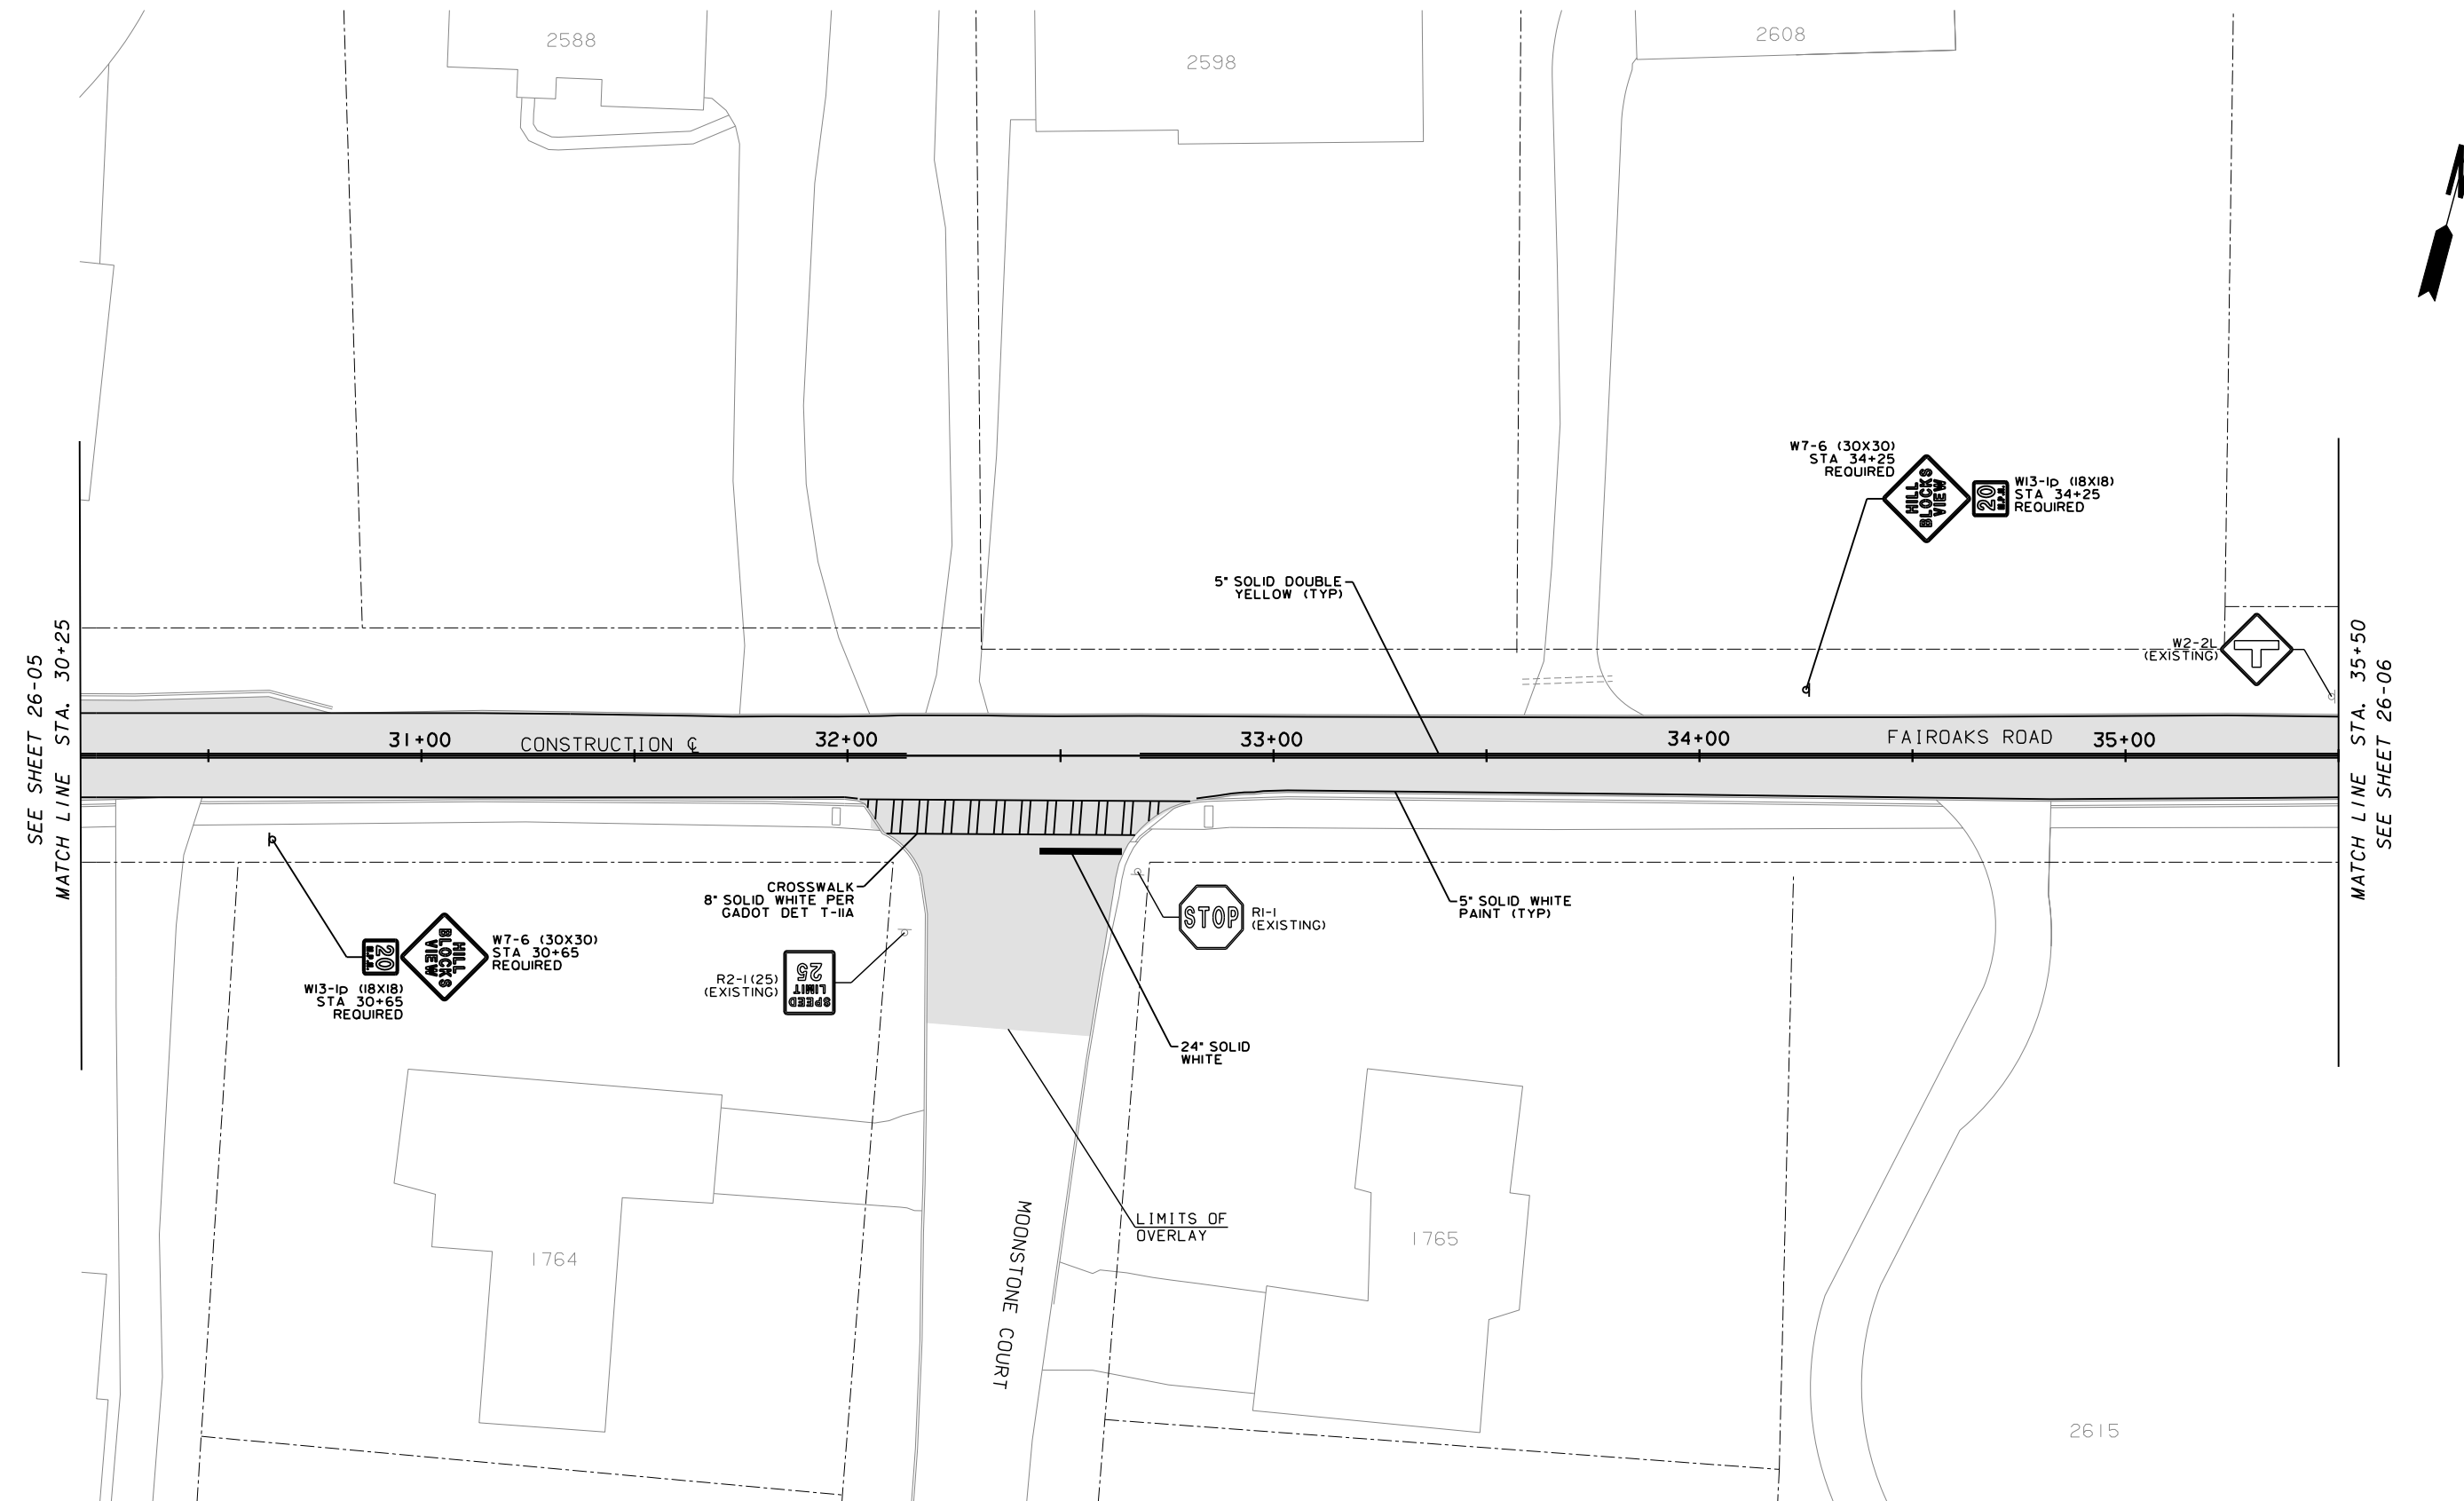 2588
2598
2608
N
W7-6 (30X30)
STA 34+25
REQUIRED
HILL
BLOCKS
VIEW
20
M.P.H.
W13-1p (18X18)
STA 34+25
REQUIRED
5" SOLID DOUBLE
YELLOW (TYP)
W2-2L
(EXISTING)
SEE SHEET 26-05
MATCH LINE STA. 30+25
MATCH LINE STA. 35+50
SEE SHEET 26-06
31+00
CONSTRUCTION ℄
32+00
33+00
34+00
FAIROAKS ROAD
35+00
CROSSWALK
8" SOLID WHITE PER
GADOT DET T-11A
5" SOLID WHITE
PAINT (TYP)
STOP
R1-1
(EXISTING)
20
M.P.H.
HILL
BLOCKS
VIEW
W7-6 (30X30)
STA 30+65
REQUIRED
W13-1p (18X18)
STA 30+65
REQUIRED
R2-1(25)
(EXISTING)
SPEED
LIMIT
25
24" SOLID
WHITE
LIMITS OF
OVERLAY
MOONSTONE COURT
1764
1765
2615